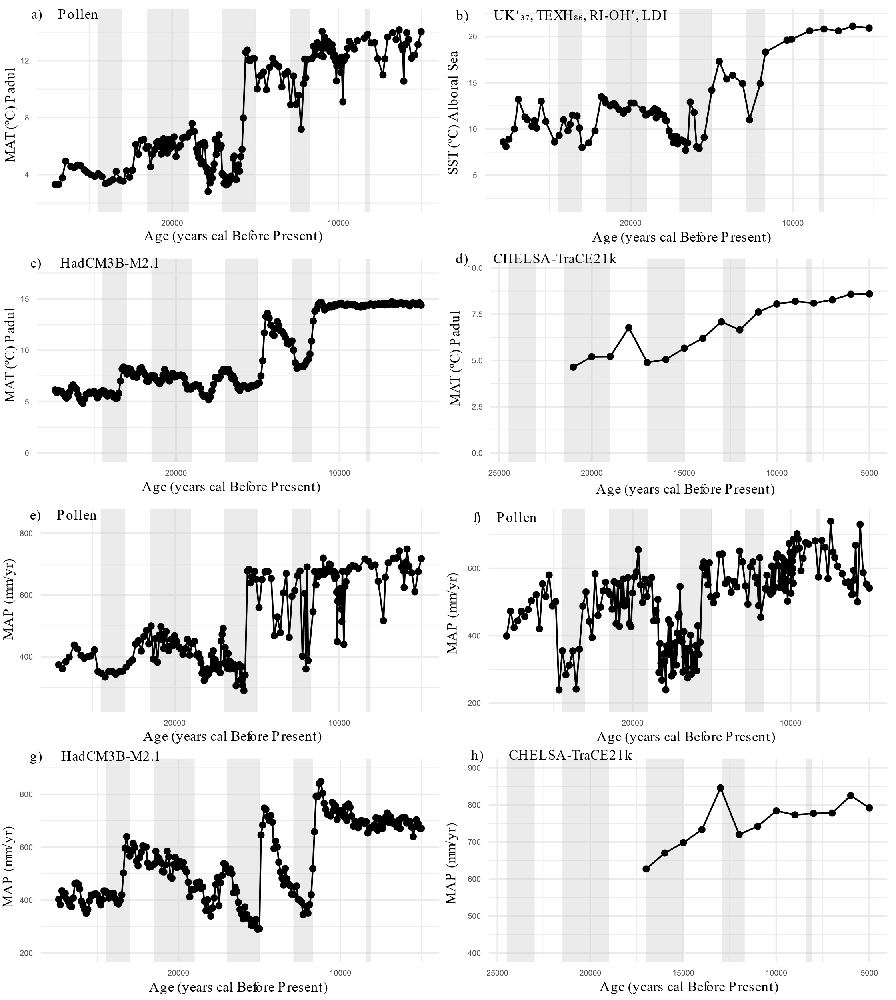 a) Pollen
MAT (ºC) Padul
12
8
4
20000 10000
Age (years cal Before Present)
b) UK′₃₇, TEXH₈₆, RI-OH′, LDI
SST (ºC) Alboral Sea
20
15
10
5
20000 10000
Age (years cal Before Present)
c) HadCM3B-M2.1
MAT (ºC) Padul
15
10
5
0
20000 10000
Age (years cal Before Present)
d) CHELSA-TraCE21k
MAT (ºC) Padul
10.0
7.5
5.0
2.5
0.0
25000 20000 15000 10000 5000
Age (years cal Before Present)
e) Pollen
MAP (mm/yr)
800
600
400
20000 10000
Age (years cal Before Present)
f) Pollen
MAP (mm/yr)
600
400
200
20000 10000
Age (years cal Before Present)
g) HadCM3B-M2.1
MAP (mm/yr)
800
600
400
200
20000 10000
Age (years cal Before Present)
h) CHELSA-TraCE21k
MAP (mm/yr)
900
800
700
600
500
400
25000 20000 15000 10000 5000
Age (years cal Before Present)